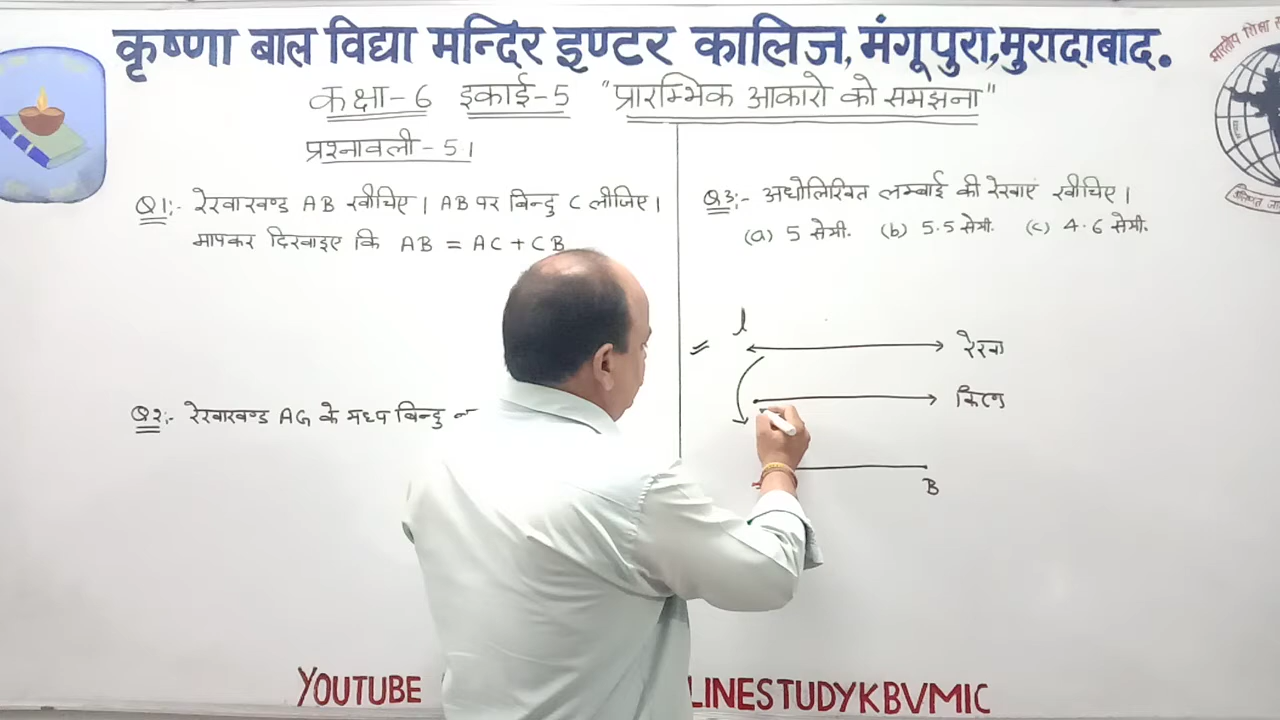 कृष्णा बाल विद्या मन्दिर इण्टर कालिज, मंगूपुरा,मुरादाबाद.
कक्षा-6 इकाई-5 "प्रारम्भिक आकारो को समझना"
प्रश्नावली-5.1
Q1:- रेखाखण्ड AB खीचिए। AB पर बिन्दु C लीजिए।
मापकर दिखाइए कि AB = AC + CB
Q2:- रेखाखण्ड AG के मध्य बिन्दु
Q3:- अधोलिखित लम्बाई की रेखाएं खीचिए।
(a) 5 सेमी. (b) 5.5 सेमी. (c) 4.6 सेमी.
l
रेखा
किरण
B
YOUTUBE LINESTUDYKBVMIC